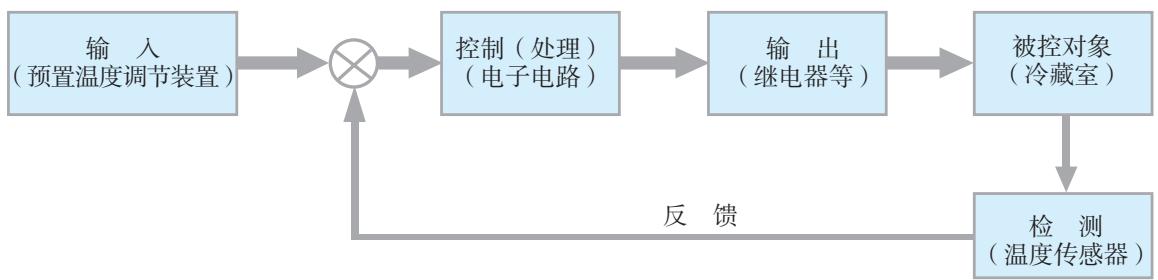 输 入
（预置温度调节装置）
控制（处理）
（电子电路）
输 出
（继电器等）
被控对象
（冷藏室）
反 馈
检 测
（温度传感器）